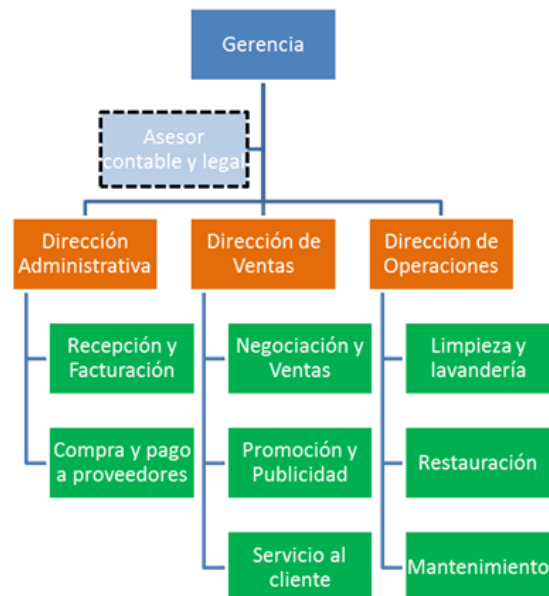 Gerencia
Asesor
contable y legal
Dirección
Administrativa
Dirección de
Ventas
Dirección de
Operaciones
Recepción y
Facturación
Negociación y
Ventas
Limpieza y
lavandería
Compra y pago
a proveedores
Promoción y
Publicidad
Restauración
Servicio al
cliente
Mantenimiento